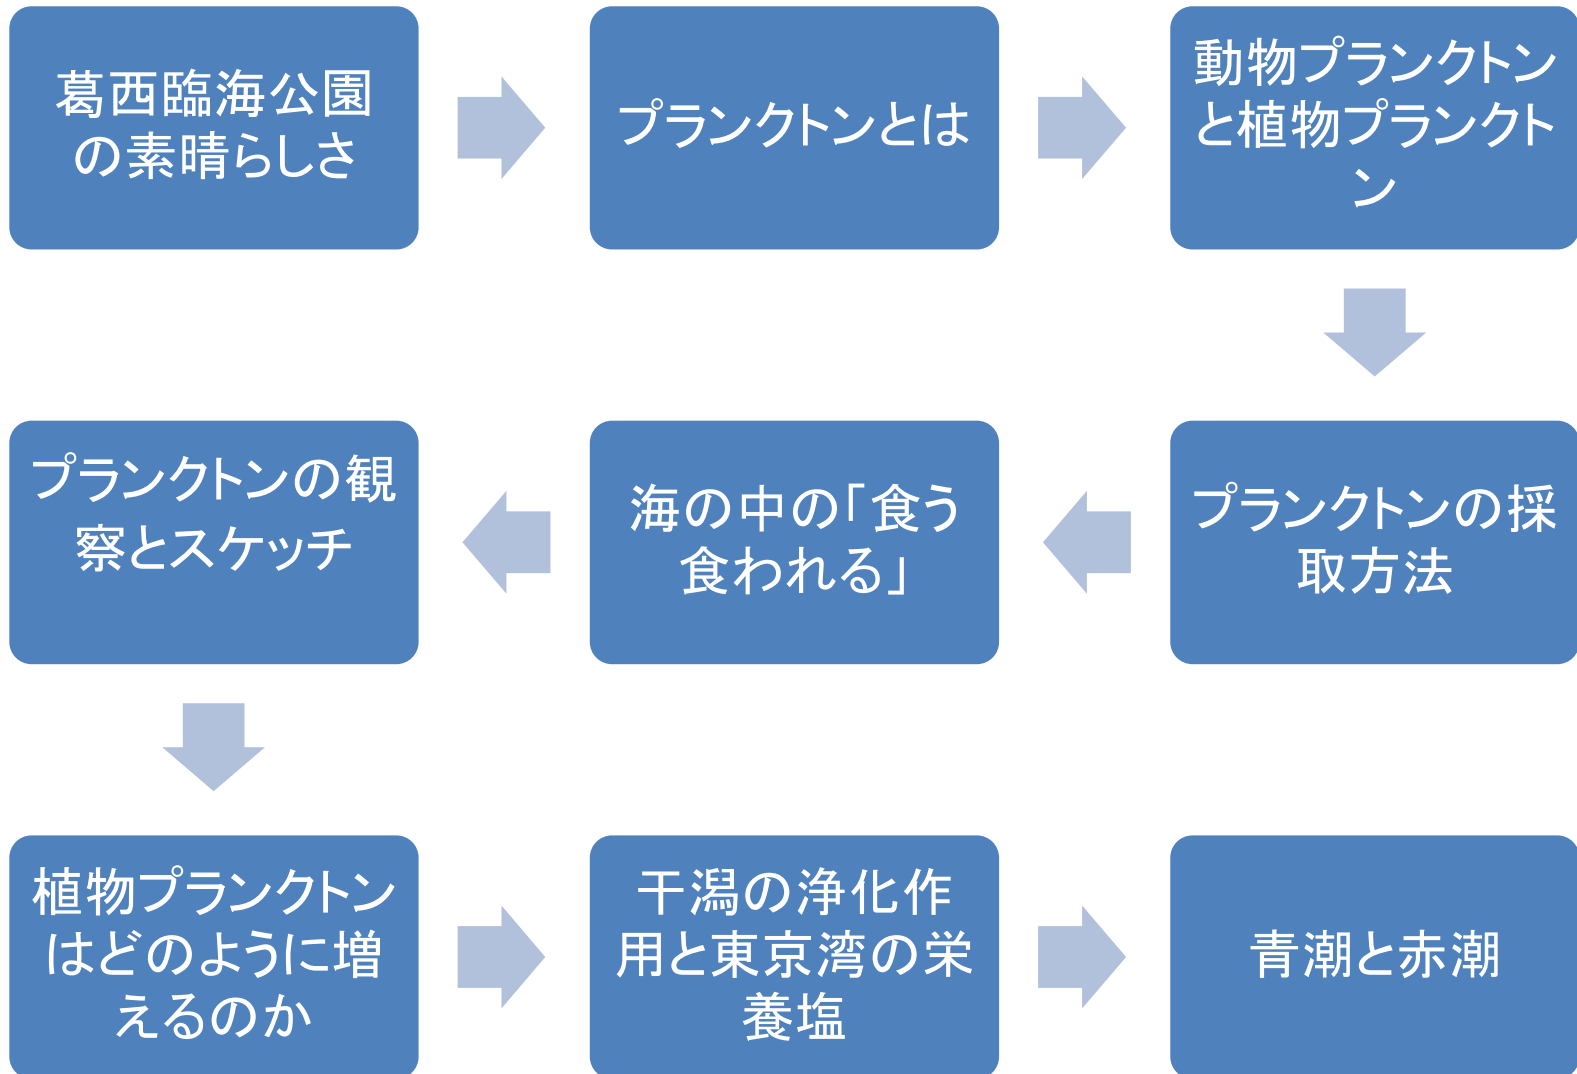 葛西臨海公園
の素晴らしさ
プランクトンとは
動物プランクトン
と植物プランクト
ン
プランクトンの採
取方法
海の中の「食う
食われる」
プランクトンの観
察とスケッチ
植物プランクトン
はどのように増
えるのか
干潟の浄化作
用と東京湾の栄
養塩
青潮と赤潮